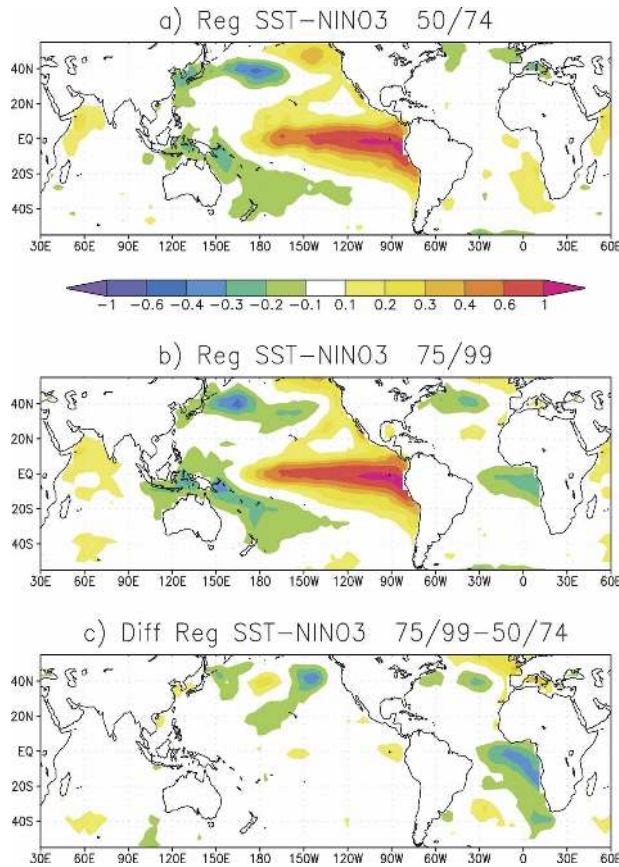 a) Reg SST-NINO3 50/74
40N
20N
EQ
20S
40S
30E 60E 90E 120E 150E 180 150W 120W 90W 60W 30W 0 30E 60E
-1 -0.6 -0.4 -0.3 -0.2 -0.1 0.1 0.2 0.3 0.4 0.6 1
b) Reg SST-NINO3 75/99
40N
20N
EQ
20S
40S
30E 60E 90E 120E 150E 180 150W 120W 90W 60W 30W 0 30E 60E
c) Diff Reg SST-NINO3 75/99-50/74
40N
20N
EQ
20S
40S
30E 60E 90E 120E 150E 180 150W 120W 90W 60W 30W 0 30E 60E